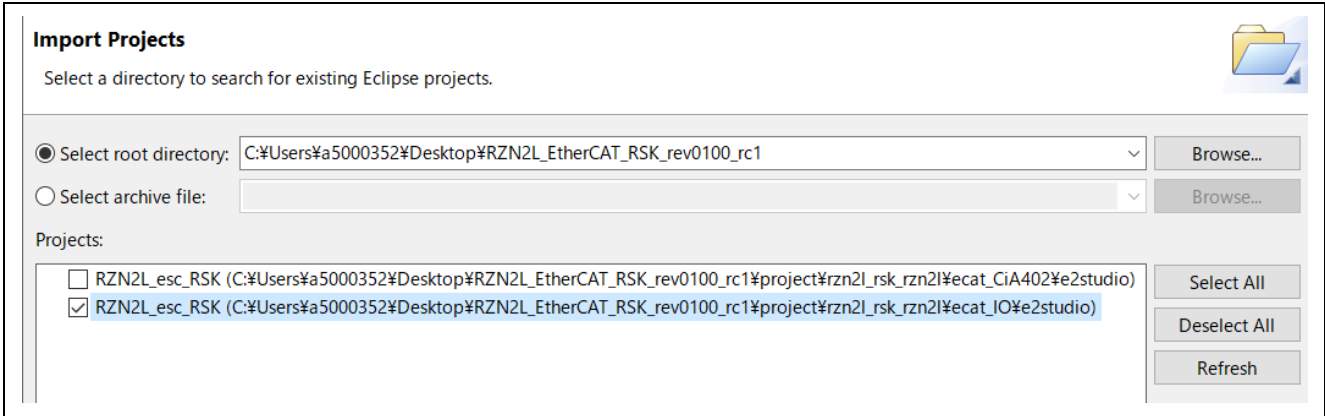 Import Projects
Select a directory to search for existing Eclipse projects.
Select root directory: C:¥Users¥a5000352¥Desktop¥RZN2L_EtherCAT_RSK_rev0100_rc1 Browse...
Select archive file: Browse...
Projects:
RZN2L_esc_RSK (C:¥Users¥a5000352¥Desktop¥RZN2L_EtherCAT_RSK_rev0100_rc1¥project¥rzn2l_rsk_rzn2l¥ecat_CiA402¥e2studio) Select All
RZN2L_esc_RSK (C:¥Users¥a5000352¥Desktop¥RZN2L_EtherCAT_RSK_rev0100_rc1¥project¥rzn2l_rsk_rzn2l¥ecat_IO¥e2studio)
Deselect All
Refresh